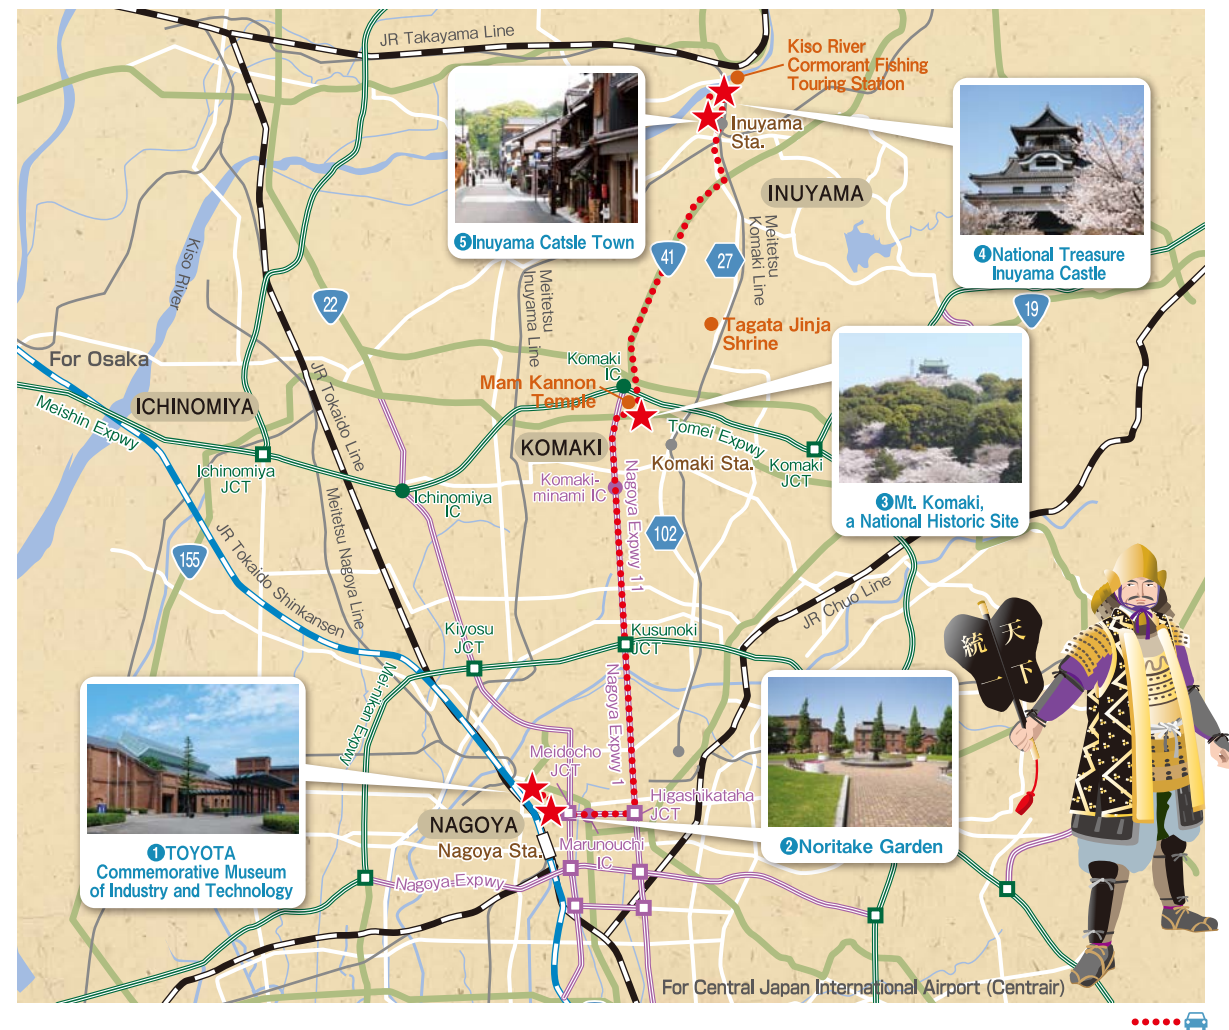 JR Takayama Line
Kiso River
Cormorant Fishing
Touring Station
Inuyama
Sta.
INUYAMA
❺Inuyama Catsle Town
❹National Treasure
Inuyama Castle
Kiso River
22
41
27
19
Meitetsu
Komaki Line
Meitetsu
Inuyama Line
Tagata Jinja
Shrine
For Osaka
Komaki
IC
Mam Kannon
Temple
ICHINOMIYA
JR Tokaido Line
Meishin Expwy
KOMAKI
Tomei Expwy
Komaki Sta.
Komaki
JCT
Ichinomiya
JCT
Ichinomiya
IC
Komaki-
minami IC
❸Mt. Komaki,
a National Historic Site
Nagoya Expwy 11
Meitetsu Nagoya Line
102
155
JR Tokaido Shinkansen
JR Chuo Line
天下
統一
Kiyosu
JCT
Kusunoki
JCT
Mei-nikan Expwy
Nagoya Expwy 1
Meidocho
JCT
Higashikataha
JCT
NAGOYA
Nagoya Sta.
Marunouchi
IC
❷Noritake Garden
❶TOYOTA
Commemorative Museum
of Industry and Technology
Nagoya Expwy
For Central Japan International Airport (Centrair)